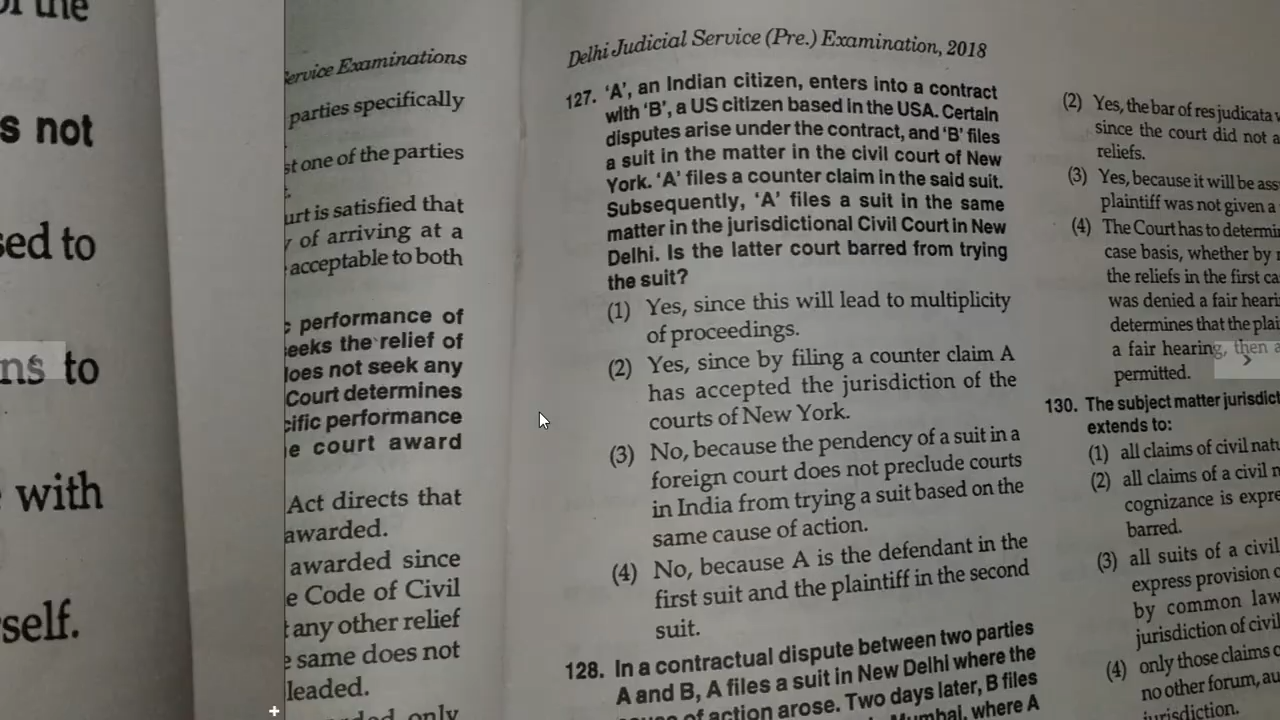 of the
s not
sed to
ns to
with
self.
Service Examinations
parties specifically
st one of the parties
urt is satisfied that
of arriving at a
acceptable to both
performance of
eeks the relief of
loes not seek any
Court determines
cific performance
e court award
Act directs that
awarded.
awarded since
e Code of Civil
t any other relief
e same does not
leaded.
only
Delhi Judicial Service (Pre.) Examination, 2018
127. 'A', an Indian citizen, enters into a contract
with 'B', a US citizen based in the USA. Certain
disputes arise under the contract, and 'B' files
a suit in the matter in the civil court of New
York. 'A' files a counter claim in the said suit.
Subsequently, 'A' files a suit in the same
matter in the jurisdictional Civil Court in New
Delhi. Is the latter court barred from trying
the suit?
(1) Yes, since this will lead to multiplicity
of proceedings.
(2) Yes, since by filing a counter claim A
has accepted the jurisdiction of the
courts of New York.
(3) No, because the pendency of a suit in a
foreign court does not preclude courts
in India from trying a suit based on the
same cause of action.
(4) No, because A is the defendant in the
first suit and the plaintiff in the second
suit.
128. In a contractual dispute between two parties
A and B, A files a suit in New Delhi where the
cause of action arose. Two days later, B files
Mumbai, where A
(2) Yes, the bar of res judicata
since the court did not a
reliefs.
(3) Yes, because it will be ass
plaintiff was not given a
(4) The Court has to determi
case basis, whether by
the reliefs in the first ca
was denied a fair heari
determines that the plai
a fair hearing, then a
permitted.
130. The subject matter jurisdict
extends to:
(1) all claims of civil natu
(2) all claims of a civil n
cognizance is expre
barred.
(3) all suits of a civil
express provision o
by common law
jurisdiction of civil
(4) only those claims o
no other forum, au
jurisdiction.